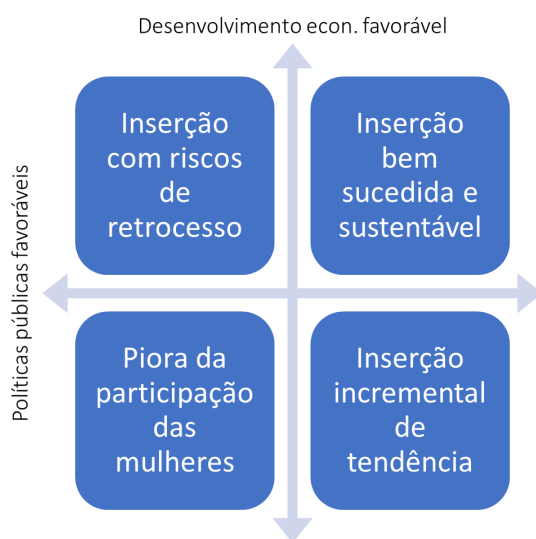 Desenvolvimento econ. favorável
Políticas públicas favoráveis
Inserção
com riscos
de
retrocesso
Inserção
bem
sucedida e
sustentável
Piora da
participação
das
mulheres
Inserção
incremental
de
tendência